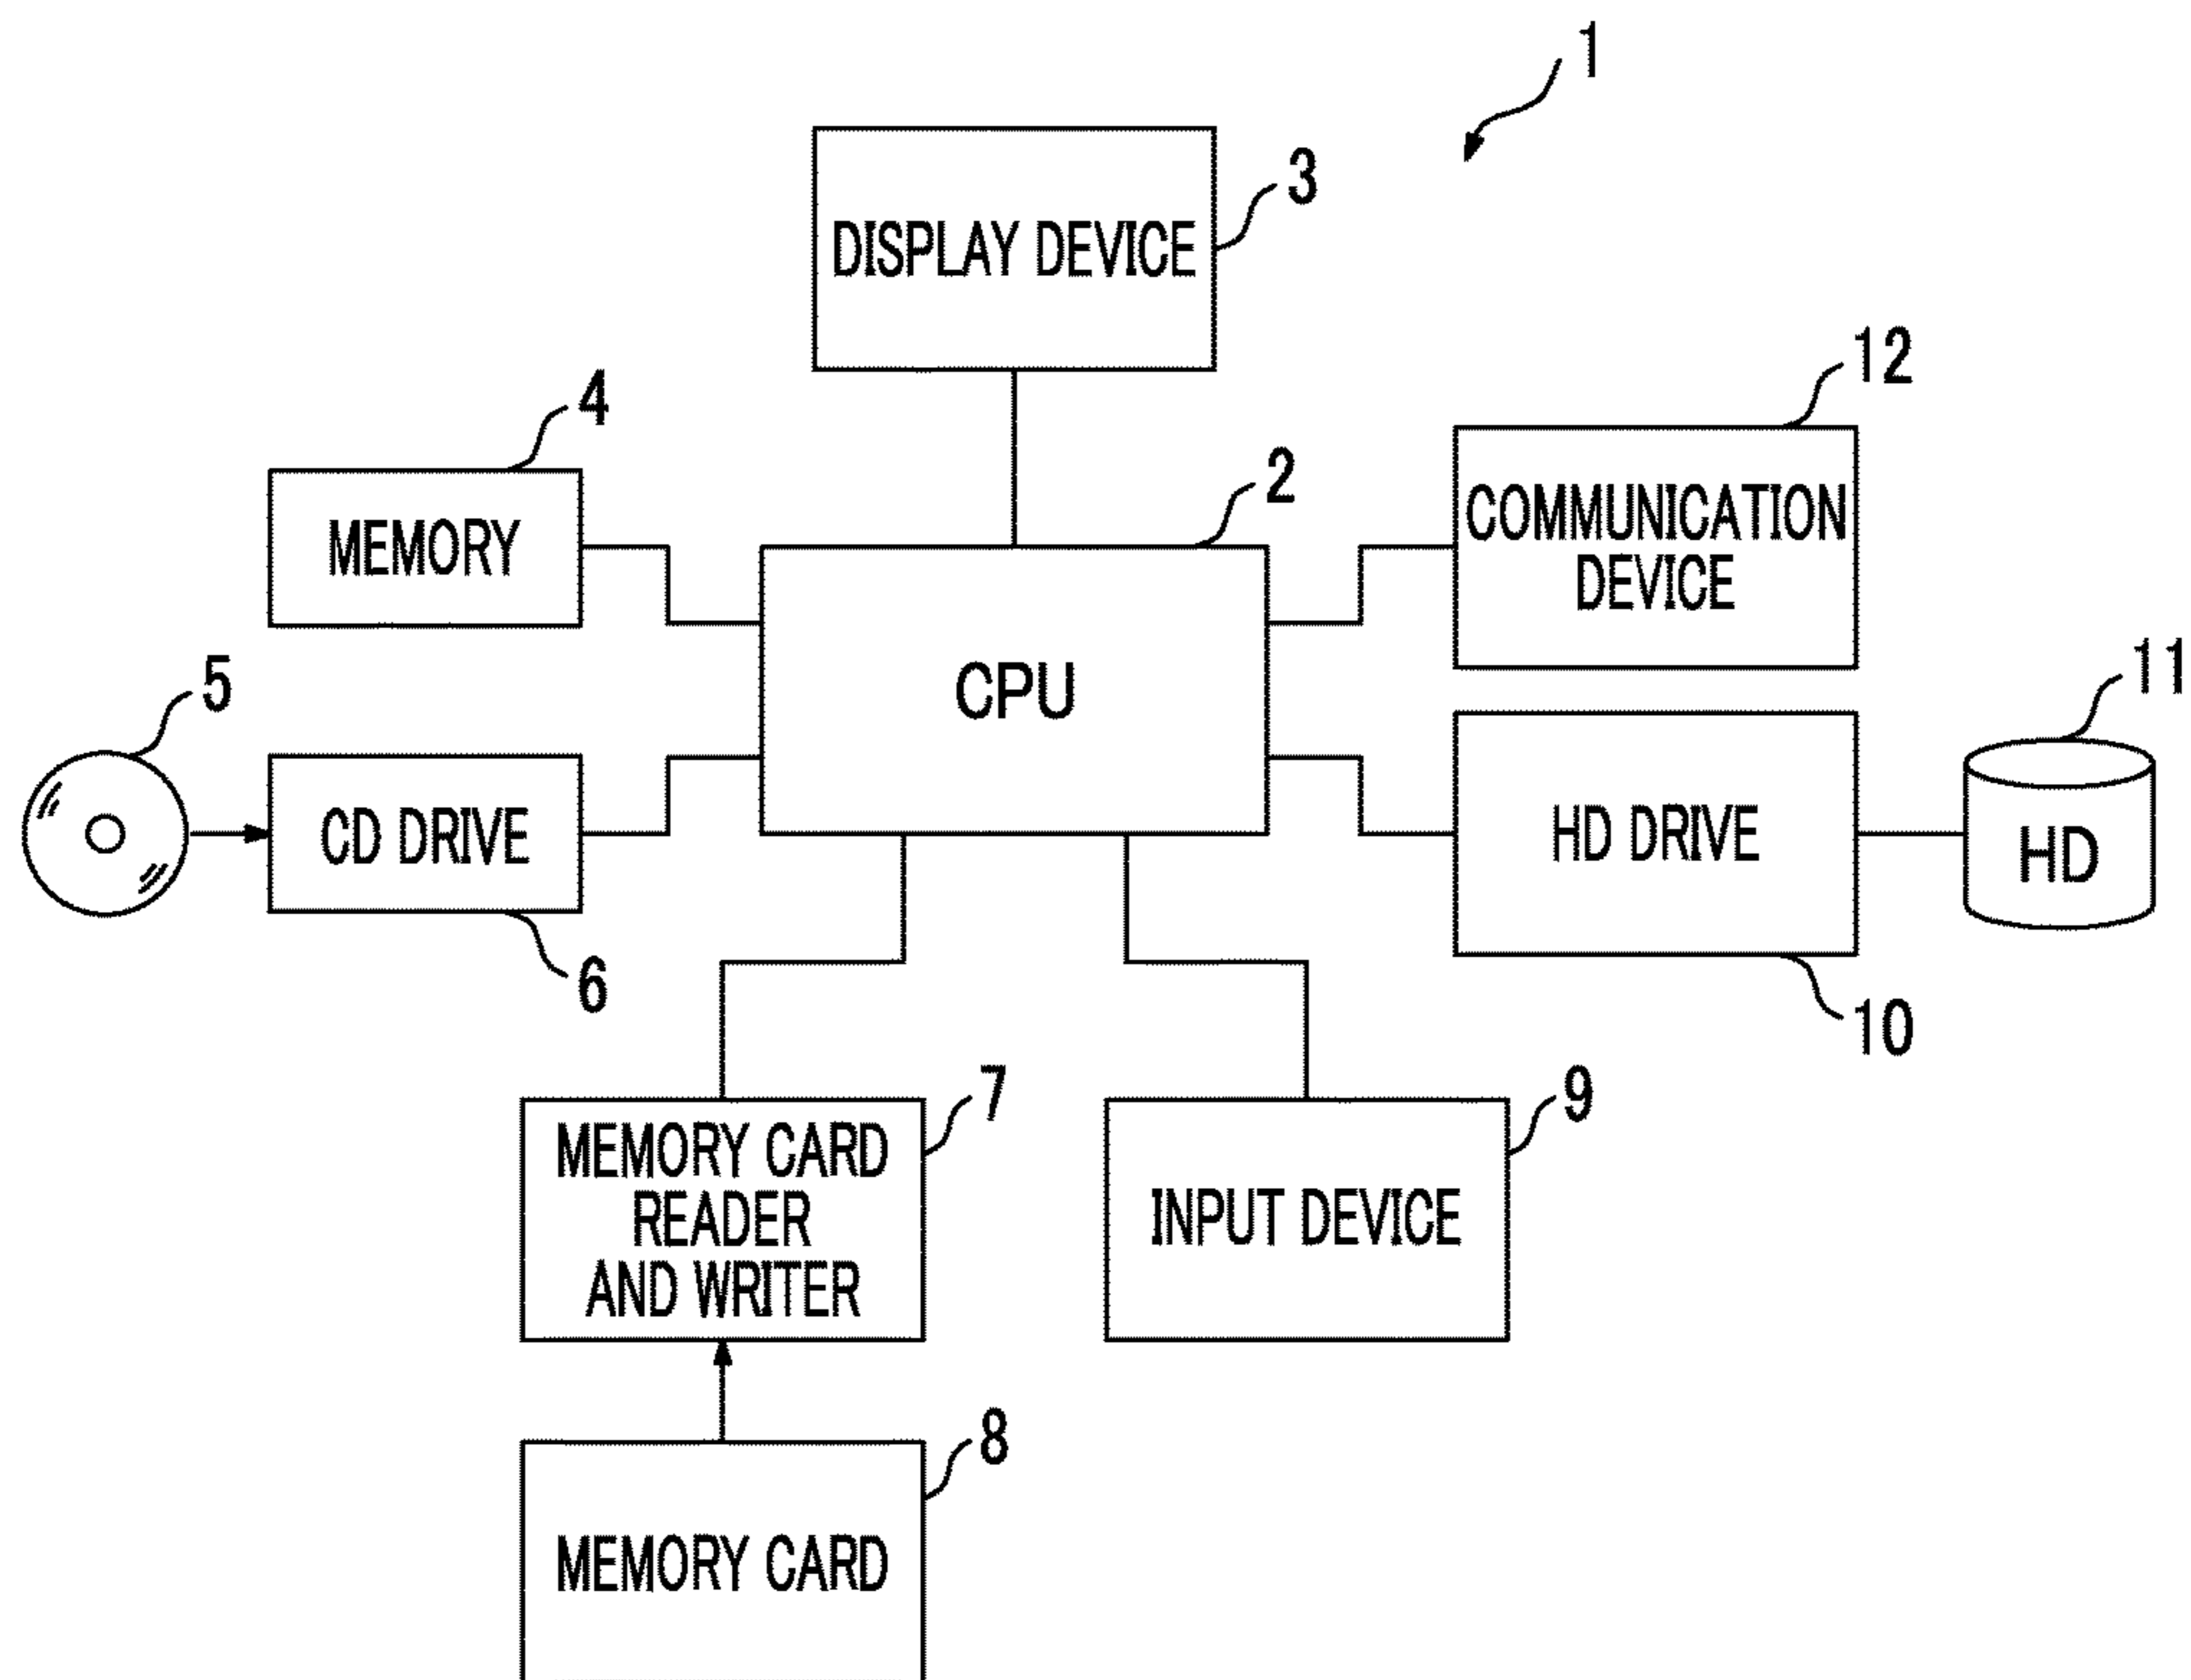 1
3
DISPLAY DEVICE
12
4
2
COMMUNICATION
DEVICE
MEMORY
11
5
CPU
CD DRIVE
HD DRIVE
HD
6
10
7
9
MEMORY CARD
READER
AND WRITER
INPUT DEVICE
8
MEMORY CARD